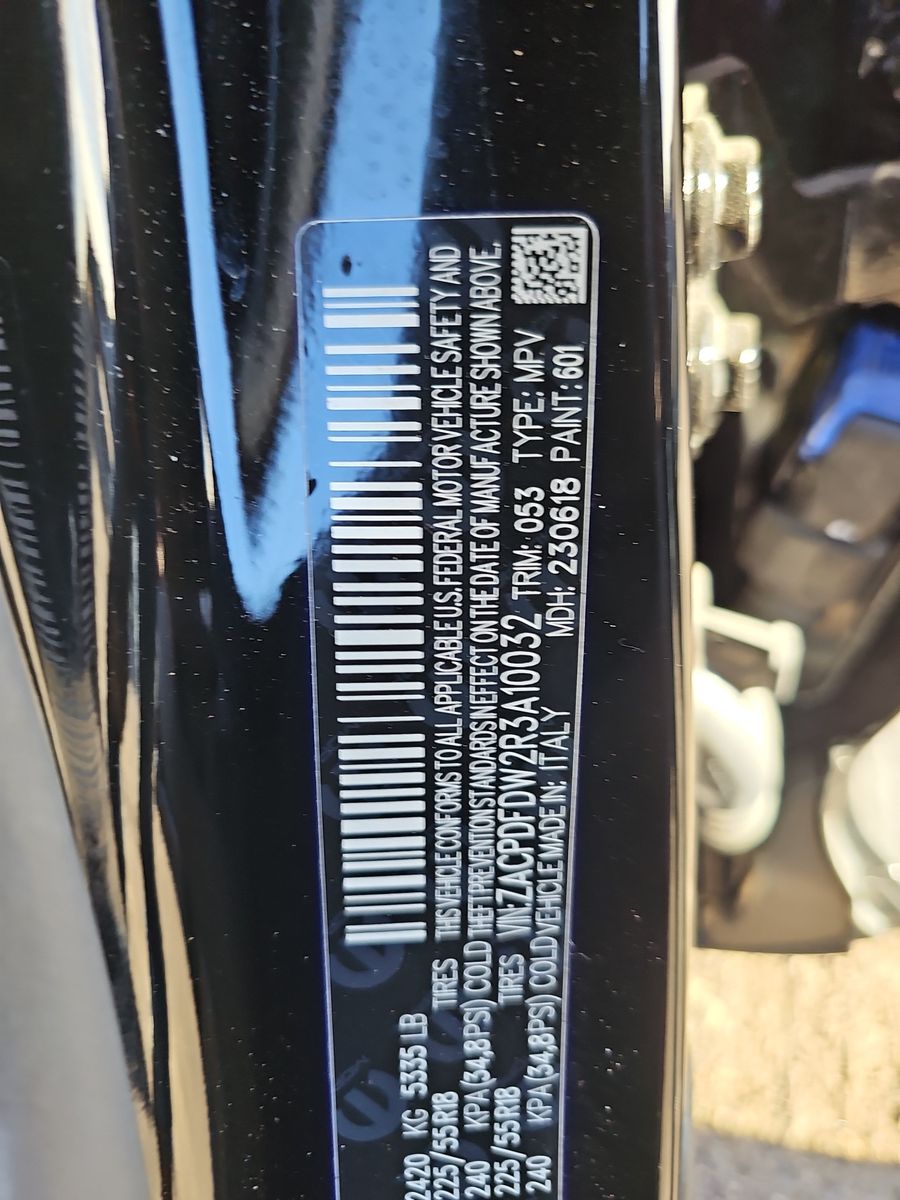 2420 KG 5335 LB
THIS VEHICLE CONFORMS TO ALL APPLICABLE U.S. FEDERAL MOTOR VEHICLE SAFETY AND
225/55R18 TIRES
THEFT PREVENTION STANDARDS IN EFFECT ON THE DATE OF MANUFACTURE SHOWN ABOVE.
240 KPA(34,8PSI) COLD
225/55R18 TIRES
VIN:ZACPDFDW2R3A10032 TRIM: 053 TYPE: MPV
240 KPA(34,8PSI) COLD
VEHICLE MADE IN: ITALY MDH: 230618 PAINT:601